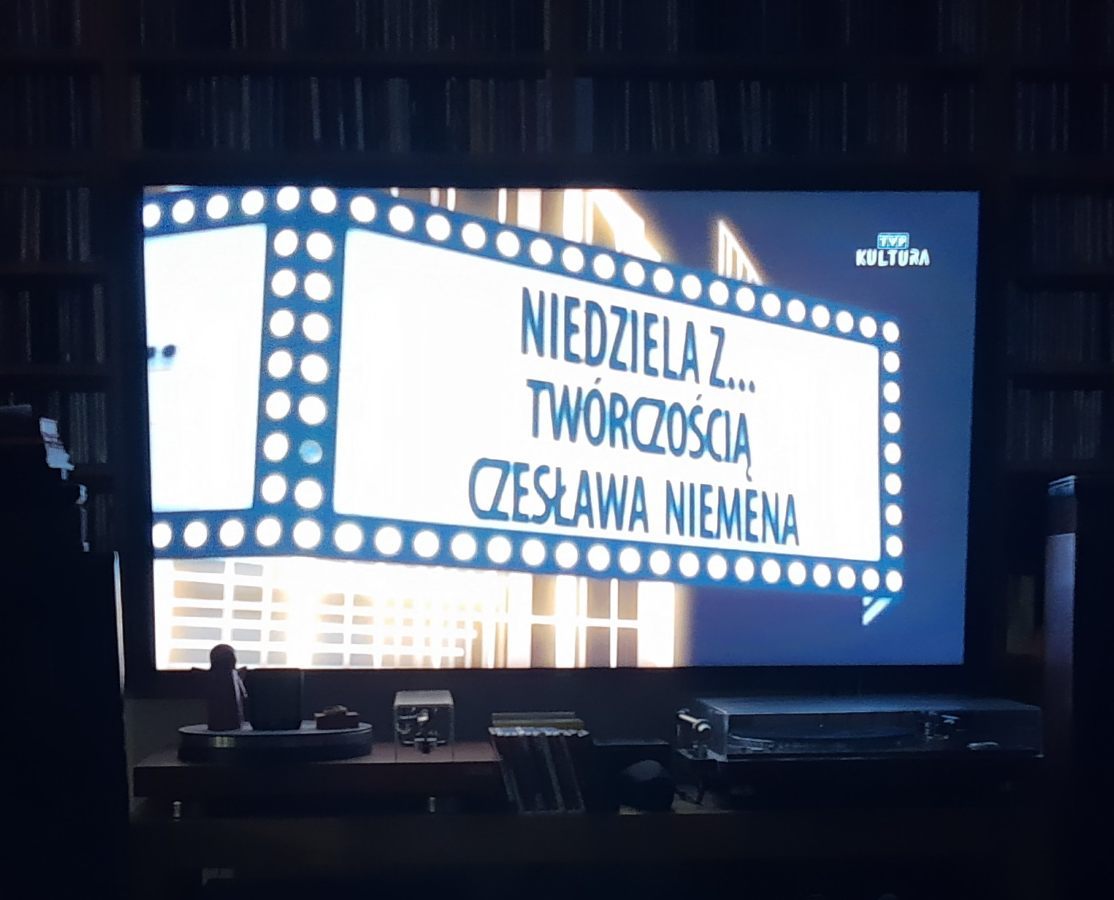 TVP
KULTURA
NIEDZIELA Z...
TWÓRCZOŚCIĄ
CZESŁAWA NIEMENA